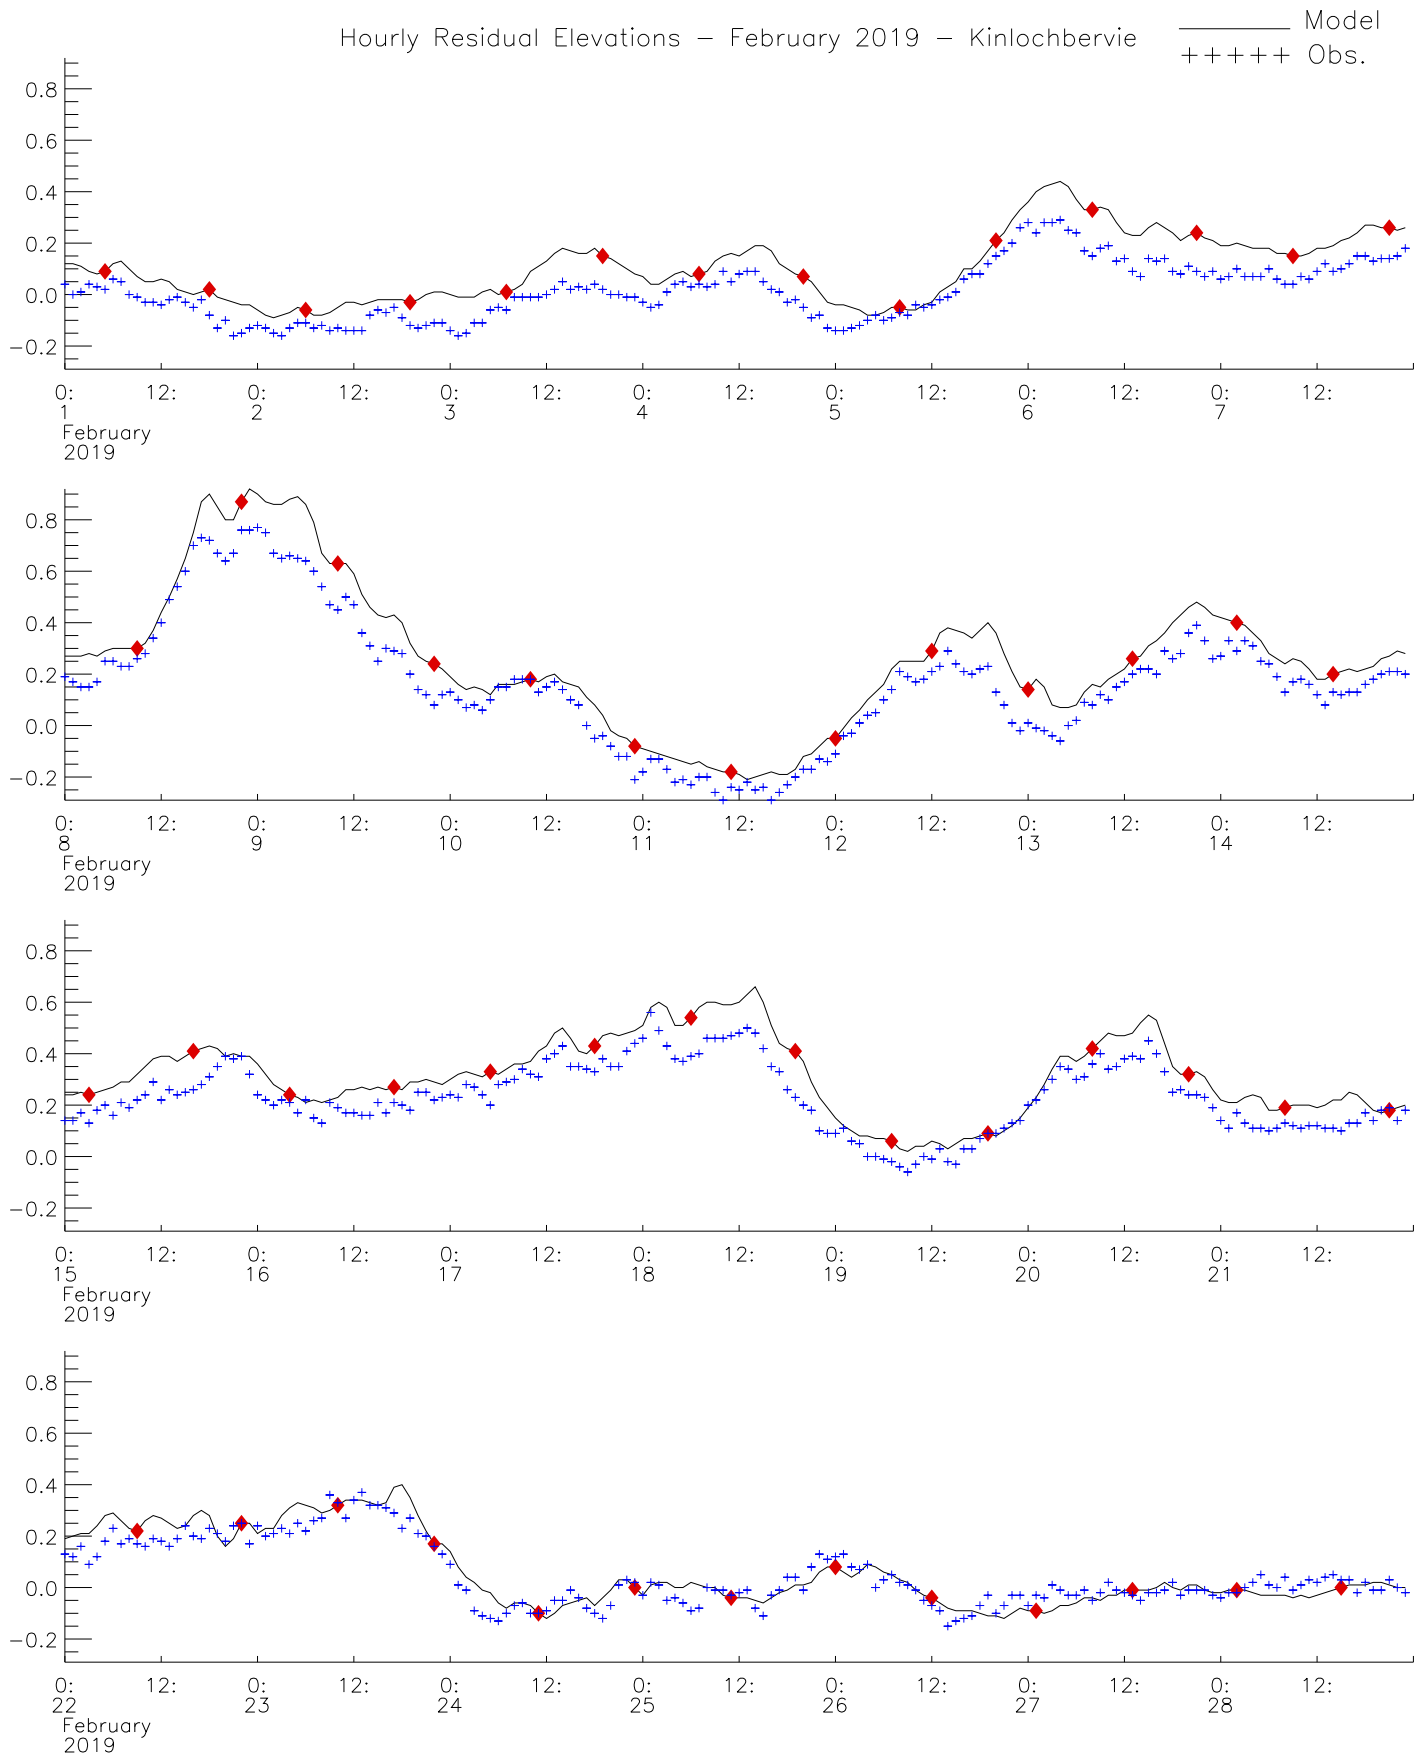 Hourly Residual Elevations − February 2019 − Kinlochbervie
Model
+++++ Obs.
0.8
0.6
0.4
0.2
0.0
−0.2
0: 12: 0: 12: 0: 12: 0: 12: 0: 12: 0: 12: 0: 12:
1 2 3 4 5 6 7
February
2019
0.8
0.6
0.4
0.2
0.0
−0.2
0: 12: 0: 12: 0: 12: 0: 12: 0: 12: 0: 12: 0: 12:
8 9 10 11 12 13 14
February
2019
0.8
0.6
0.4
0.2
0.0
−0.2
0: 12: 0: 12: 0: 12: 0: 12: 0: 12: 0: 12: 0: 12:
15 16 17 18 19 20 21
February
2019
0.8
0.6
0.4
0.2
0.0
−0.2
0: 12: 0: 12: 0: 12: 0: 12: 0: 12: 0: 12: 0: 12:
22 23 24 25 26 27 28
February
2019